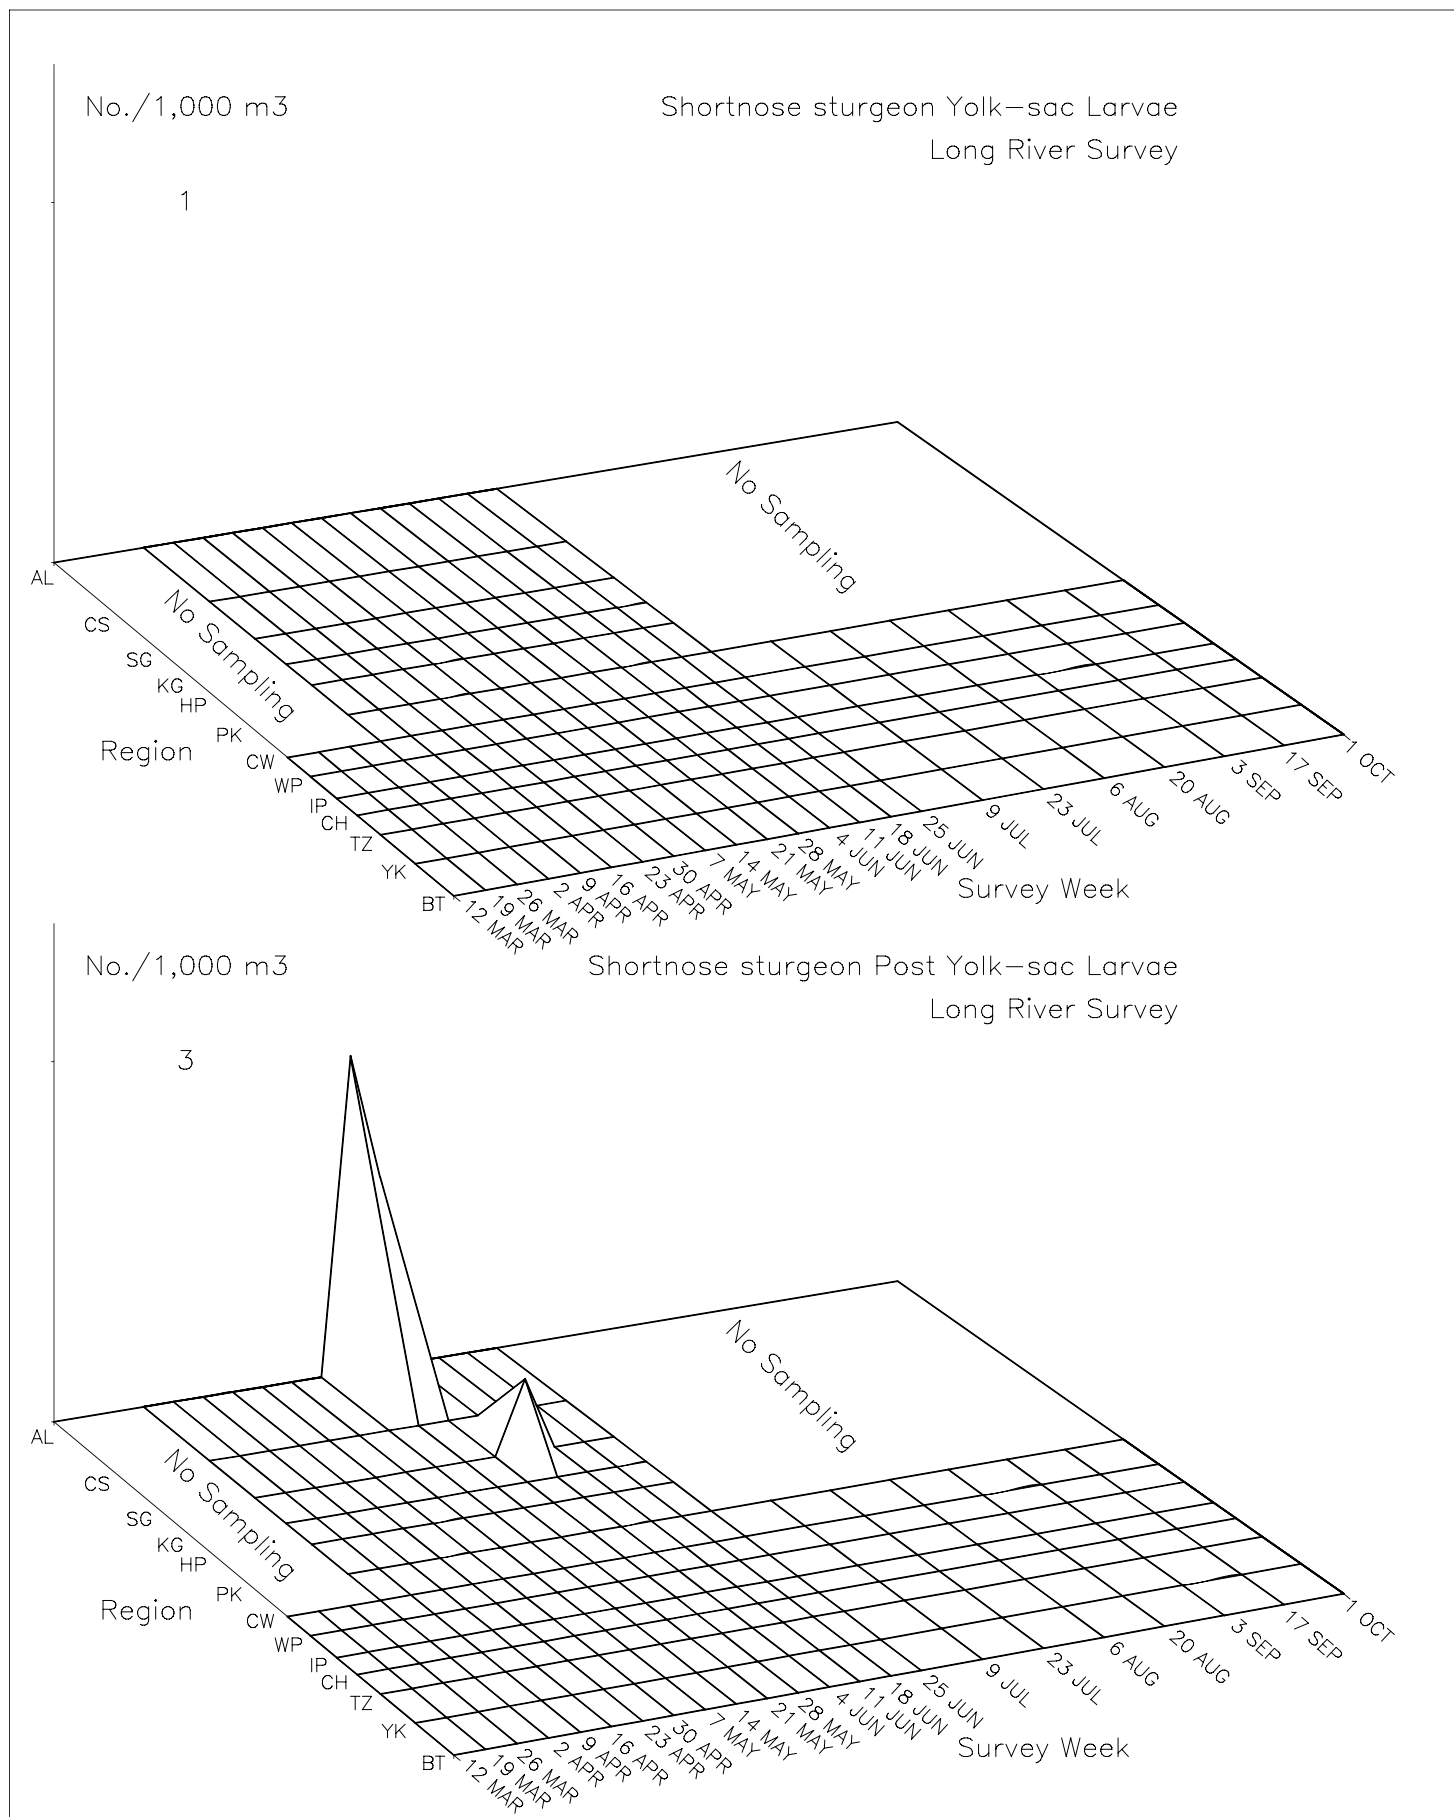 No./1,000 m3
Shortnose sturgeon Yolk-sac Larvae
Long River Survey
1
No Sampling
AL
CS
SG
KG
HP
PK
CW
WP
IP
CH
TZ
YK
BT
No Sampling
Region
12 MAR
19 MAR
26 MAR
2 APR
9 APR
16 APR
23 APR
30 APR
7 MAY
14 MAY
21 MAY
28 MAY
4 JUN
11 JUN
18 JUN
25 JUN
9 JUL
23 JUL
6 AUG
20 AUG
3 SEP
17 SEP
1 OCT
Survey Week
No./1,000 m3
Shortnose sturgeon Post Yolk-sac Larvae
Long River Survey
3
No Sampling
AL
CS
SG
KG
HP
PK
CW
WP
IP
CH
TZ
YK
BT
No Sampling
Region
12 MAR
19 MAR
26 MAR
2 APR
9 APR
16 APR
23 APR
30 APR
7 MAY
14 MAY
21 MAY
28 MAY
4 JUN
11 JUN
18 JUN
25 JUN
9 JUL
23 JUL
6 AUG
20 AUG
3 SEP
17 SEP
1 OCT
Survey Week